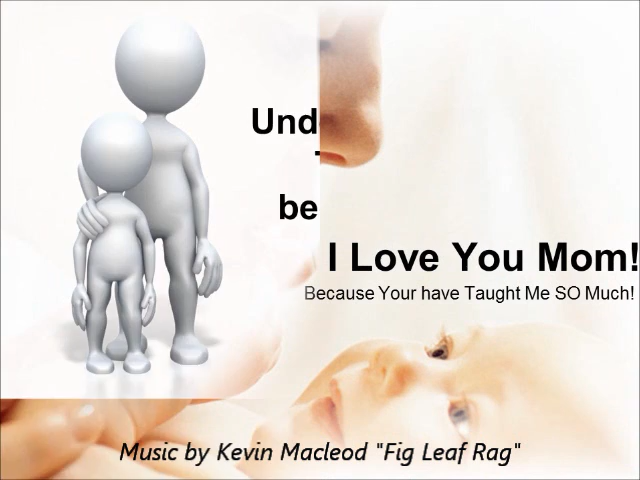 Und
be
I Love You Mom!
Because Your have Taught Me SO Much!
Music by Kevin Macleod "Fig Leaf Rag"